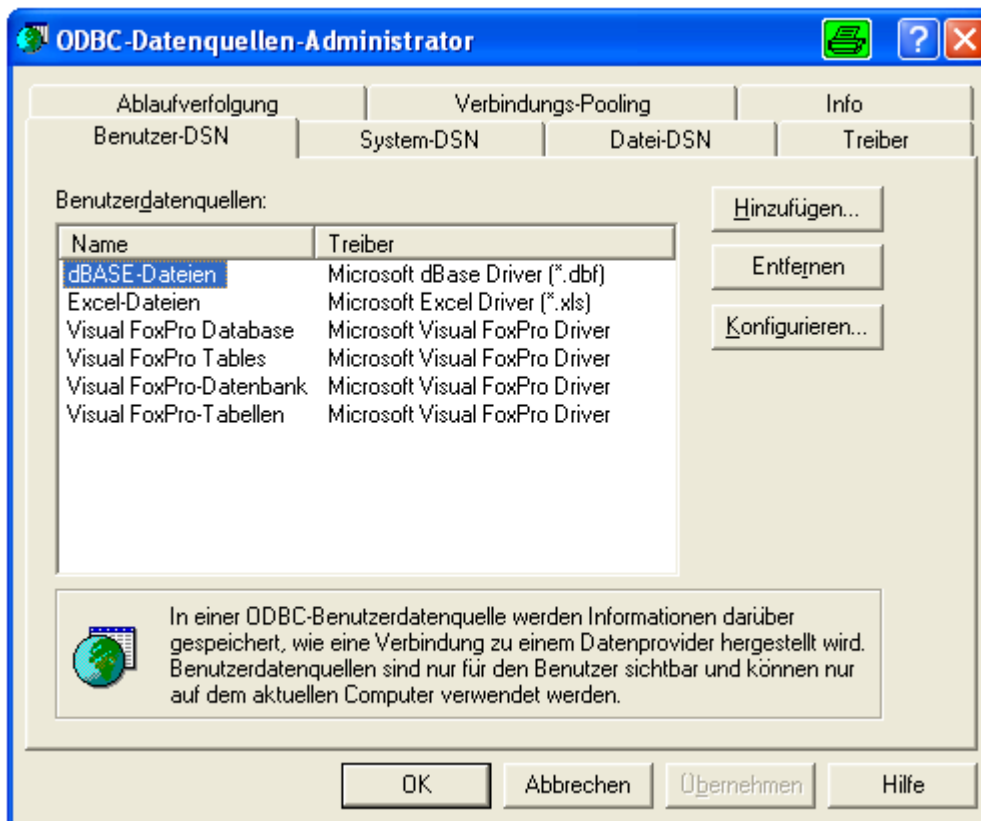 ODBC-Datenquellen-Administrator
Ablaufverfolgung Verbindungs-Pooling Info
Benutzer-DSN System-DSN Datei-DSN Treiber
Benutzerdatenquellen:
Hinzufügen...
Name Treiber
dBASE-Dateien Microsoft dBase Driver (*.dbf)
Entfernen
Excel-Dateien Microsoft Excel Driver (*.xls)
Visual FoxPro Database Microsoft Visual FoxPro Driver
Konfigurieren...
Visual FoxPro Tables Microsoft Visual FoxPro Driver
Visual FoxPro-Datenbank Microsoft Visual FoxPro Driver
Visual FoxPro-Tabellen Microsoft Visual FoxPro Driver
In einer ODBC-Benutzerdatenquelle werden Informationen darüber
gespeichert, wie eine Verbindung zu einem Datenprovider hergestellt wird.
Benutzerdatenquellen sind nur für den Benutzer sichtbar und können nur
auf dem aktuellen Computer verwendet werden.
OK Abbrechen Übernehmen Hilfe